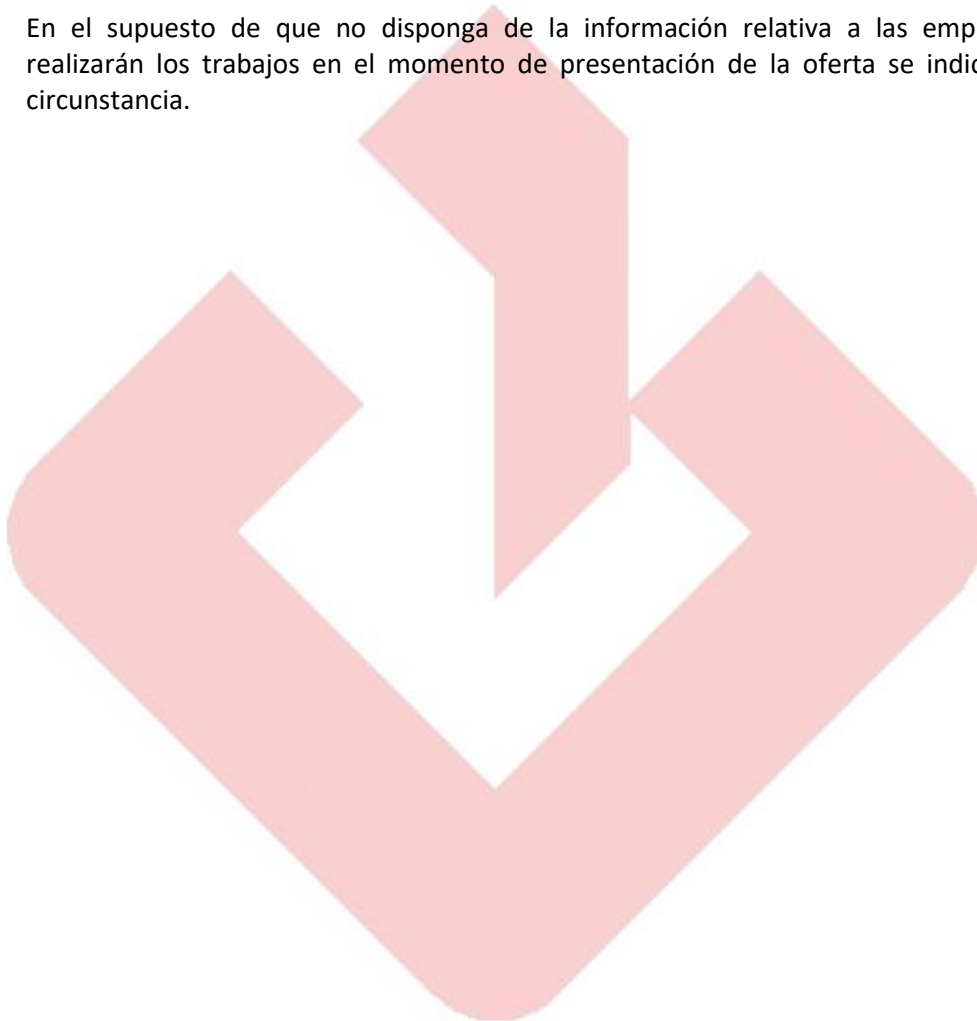 En el supuesto de que no disponga de la información relativa a las emp
realizarán los trabajos en el momento de presentación de la oferta se indic
circunstancia.